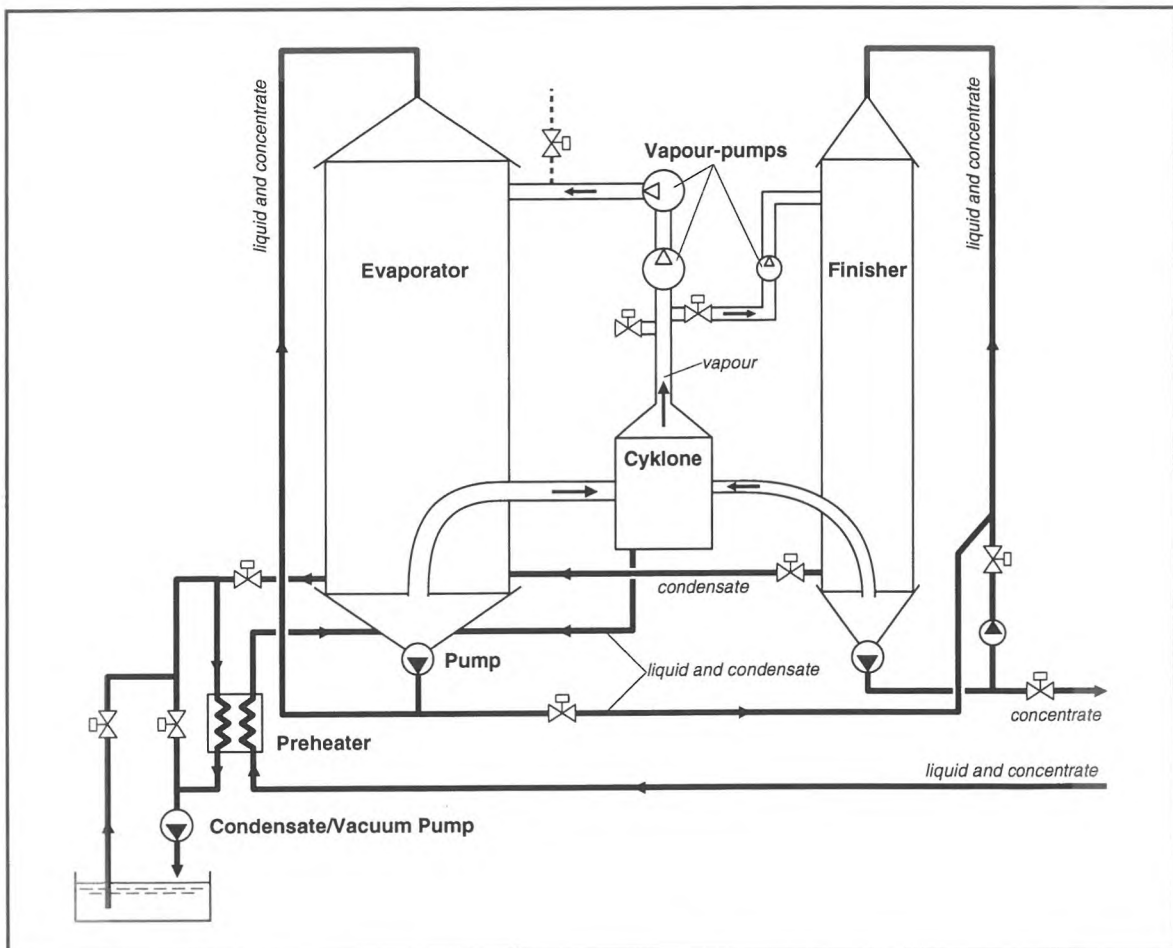 liquid and concentrate
liquid and concentrate
Vapour-pumps
Evaporator
Finisher
vapour
Cyklone
condensate
Pump
liquid and condensate
concentrate
Preheater
liquid and concentrate
Condensate/Vacuum Pump